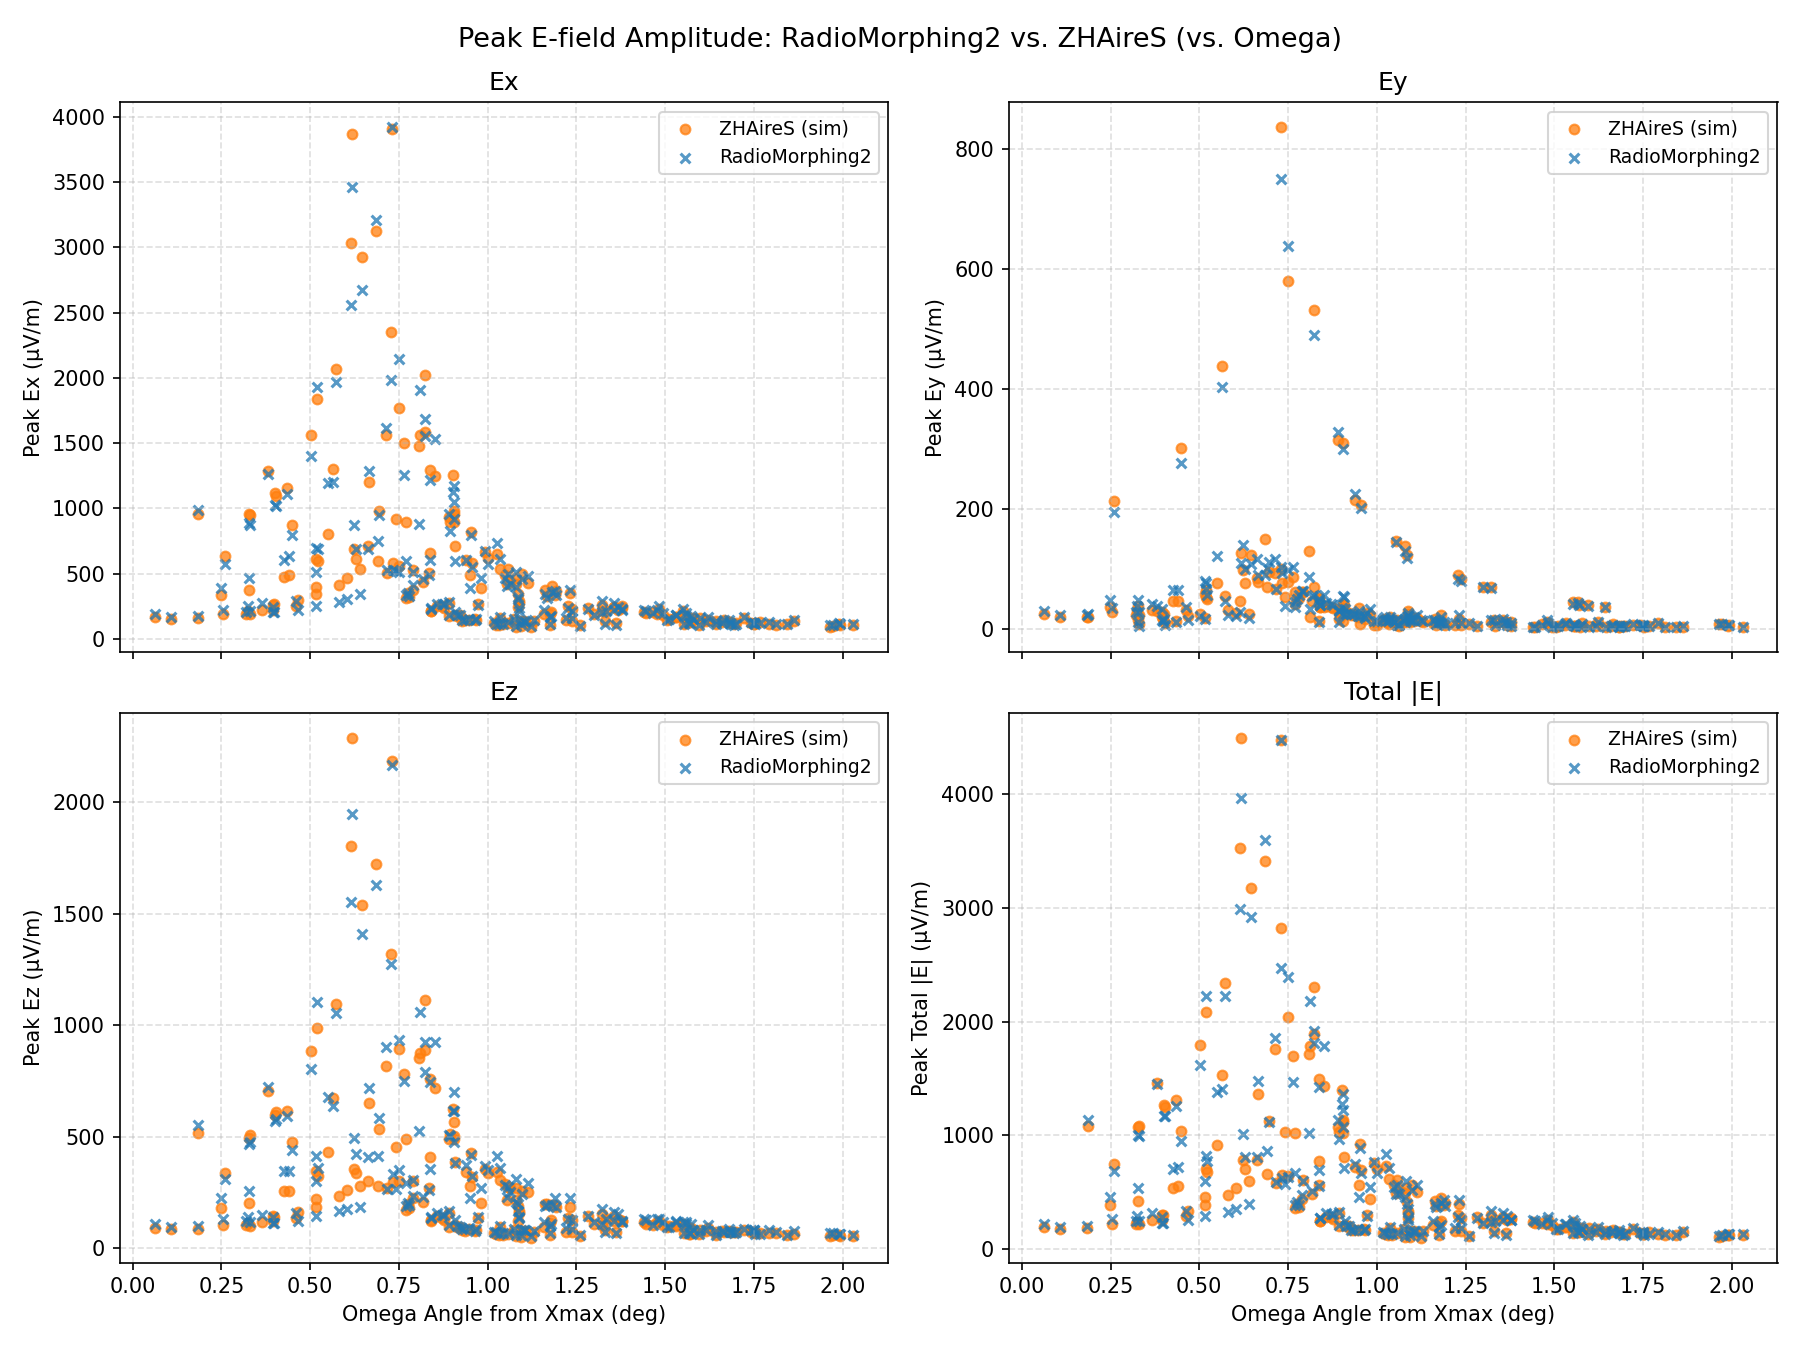 Peak E-field Amplitude: RadioMorphing2 vs. ZHAireS (vs. Omega)
Ex
Peak Ex (µV/m)
4000
3500
3000
2500
2000
1500
1000
500
0
ZHAireS (sim)
RadioMorphing2
Ey
Peak Ey (µV/m)
800
600
400
200
0
ZHAireS (sim)
RadioMorphing2
Ez
Peak Ez (µV/m)
2000
1500
1000
500
0
ZHAireS (sim)
RadioMorphing2
0.00 0.25 0.50 0.75 1.00 1.25 1.50 1.75 2.00
Omega Angle from Xmax (deg)
Total |E|
Peak Total |E| (µV/m)
4000
3000
2000
1000
0
ZHAireS (sim)
RadioMorphing2
0.00 0.25 0.50 0.75 1.00 1.25 1.50 1.75 2.00
Omega Angle from Xmax (deg)